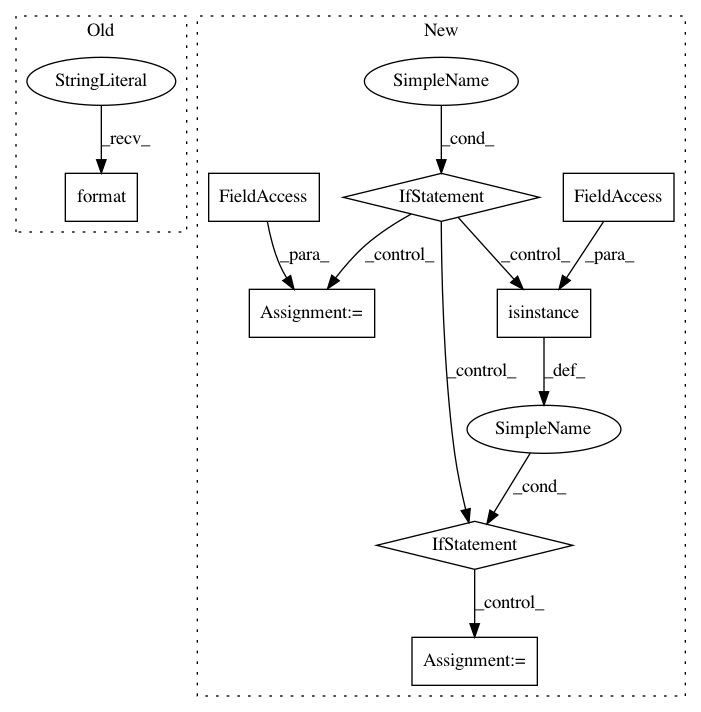 Old
New
StringLiteral
SimpleName
_recv_
_cond_
format
FieldAccess
IfStatement
FieldAccess
_para_
_control_
_control_
_para_
Assignment:=
isinstance
_control_
_def_
SimpleName
_cond_
IfStatement
_control_
Assignment:=